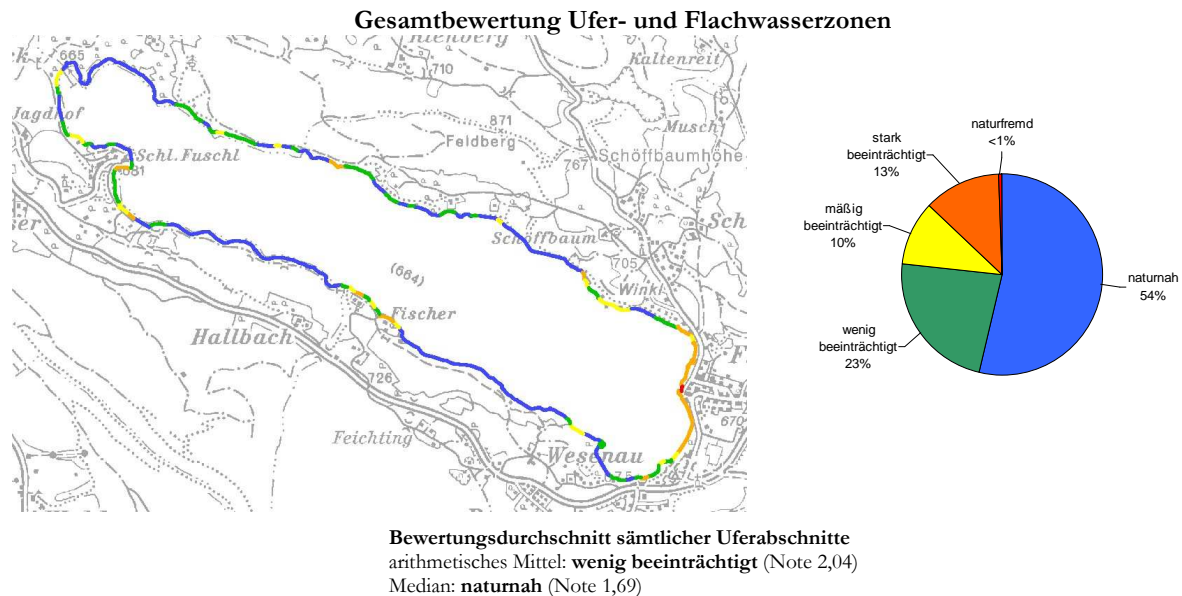 Gesamtbewertung Ufer- und Flachwasserzonen
665
710
Kaltenreit
Jagdhof
871
Feldberg
Musch
Schl. Fuschl
681
767
Schöffbaumhöhe
Sch
ser
Schöffbaum
(664)
705
Winkl
Fischer
Hallbach
F
726
670
Feichting
Wesenau
naturfremd
<1%
stark
beeinträchtigt
13%
mäßig
beeinträchtigt
10%
naturnah
54%
wenig
beeinträchtigt
23%
Bewertungsdurchschnitt sämtlicher Uferabschnitte
arithmetisches Mittel: wenig beeinträchtigt (Note 2,04)
Median: naturnah (Note 1,69)